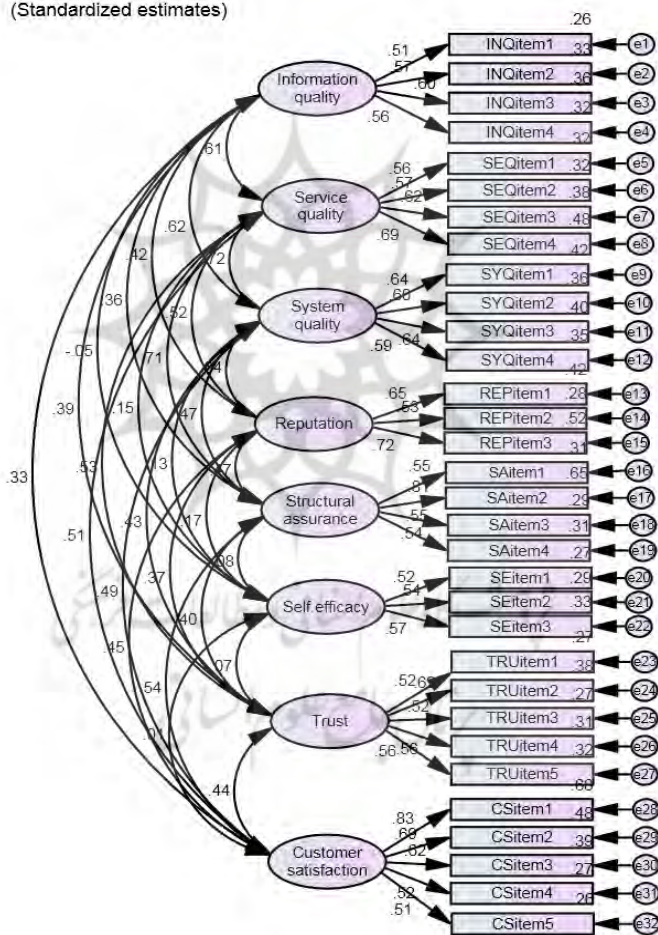 (Standardized estimates)
.26
.51 INQitem1 .33 e1
.57 INQitem2 .36 e2
Information quality
.60 INQitem3 .32 e3
.56 INQitem4 .32 e4
.61
.56 SEQitem1 .32 e5
.57 SEQitem2 .38 e6
Service quality
.62 SEQitem3 .48 e7
.69 SEQitem4 .42 e8
.62
.72
.42
.64 SYQitem1 .36 e9
.60 SYQitem2 .40 e10
System quality
.64 SYQitem3 .35 e11
.59 SYQitem4 .42 e12
.36
.52
-.05
.71
.65 REPitem1 .28 e13
.53 REPitem2 .52 e14
Reputation
.72 REPitem3 .31 e15
.39
.15
.47
.33
.55 SAitem1 .65 e16
.81 SAitem2 .29 e17
Structural assurance
.55 SAitem3 .31 e18
.54 SAitem4 .27 e19
.53
.13
.51
.43
.17
.08
.52 SEitem1 .29 e20
.54 SEitem2 .33 e21
Self.efficacy
.57 SEitem3 .27 e22
.37
.49
.40
.45
.07
.54
.52 TRUitem1 .38 e23
TRUitem2 .27 e24
Trust
.52 TRUitem3 .31 e25
.56 TRUitem4 .32 e26
.56 TRUitem5 e27
.01
.44
.83 CSitem1 .48 e28
.69 CSitem2 .39 e29
Customer satisfaction
.62 CSitem3 .27 e30
.52 CSitem4 .26 e31
.51 CSitem5 e32